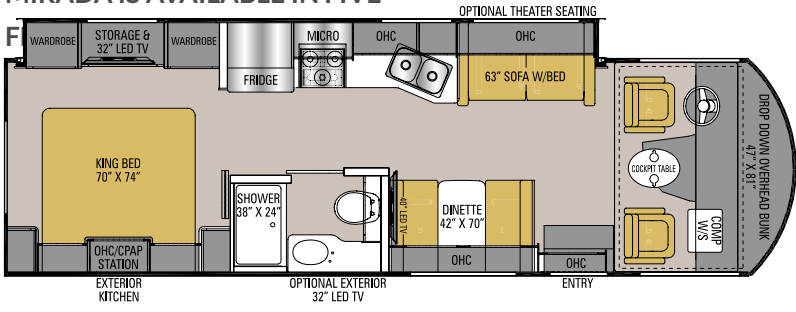 MIRADA IS AVAILABLE IN FIVE
OPTIONAL THEATER SEATING
F
WARDROBE
STORAGE &
32" LED TV
WARDROBE
FRIDGE
MICRO
OHC
OHC
63" SOFA W/BED
KING BED
70" X 74"
SHOWER
38" X 24"
40" LED TV
DINETTE
42" X 70"
COCKPIT TABLE
COMP
W/S
DROP DOWN OVERHEAD BUNK
47" X 81"
OHC/CPAP
STATION
OHC
OHC
EXTERIOR
KITCHEN
OPTIONAL EXTERIOR
32" LED TV
ENTRY